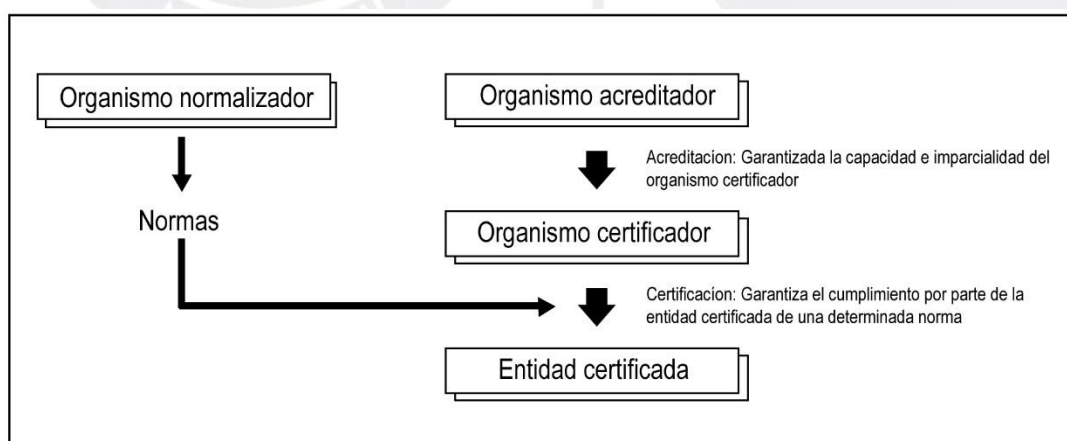 Organismo normalizador
Organismo acreditador
Acreditacion: Garantizada la capacidad e imparcialidad del
organismo certificador
Normas
Organismo certificador
Certificacion: Garantiza el cumplimiento por parte de la
entidad certificada de una determinada norma
Entidad certificada